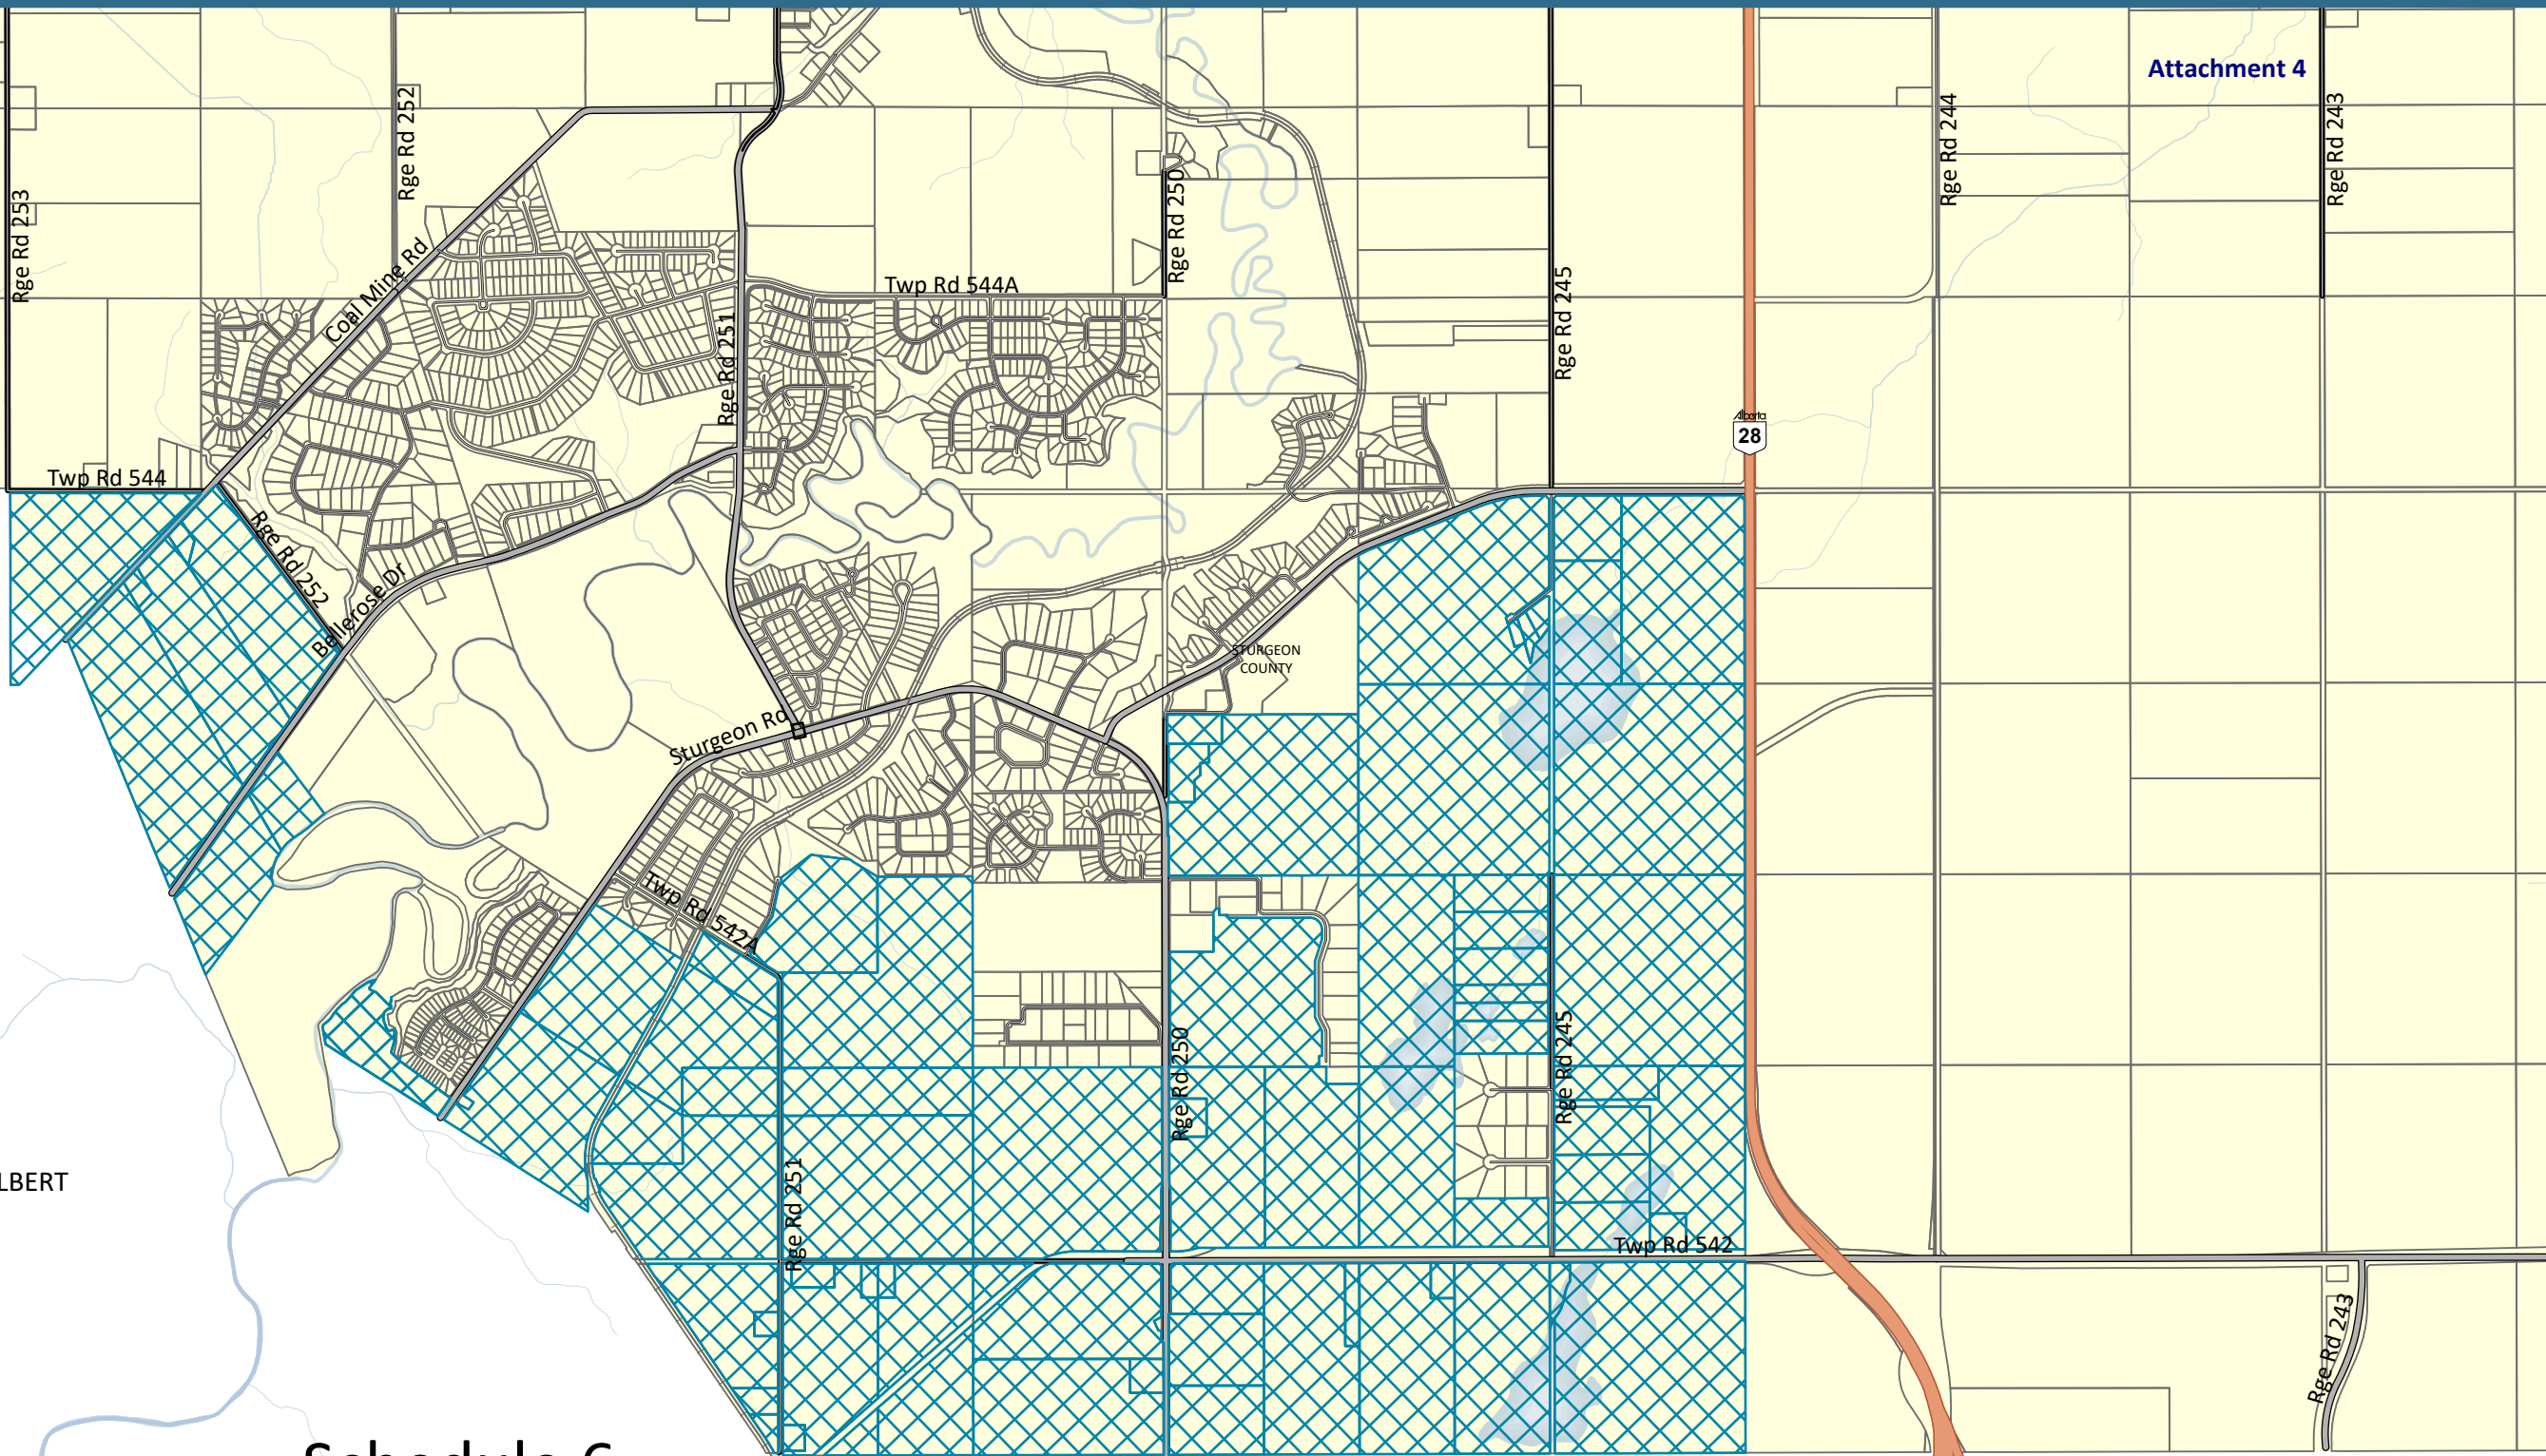 Attachment 4
Rge Rd 253
Rge Rd 252
Rge Rd 250
Rge Rd 245
Rge Rd 244
Rge Rd 243
Coal Mine Rd
Twp Rd 544A
Rge Rd 251
Alberta
28
Twp Rd 544
Rge Rd 252
Bellerose Dr
STURGEON
COUNTY
Sturgeon Rd
Twp Rd 542A
Rge Rd 250
Rge Rd 245
LBERT
Rge Rd 251
Twp Rd 542
Rge Rd 243